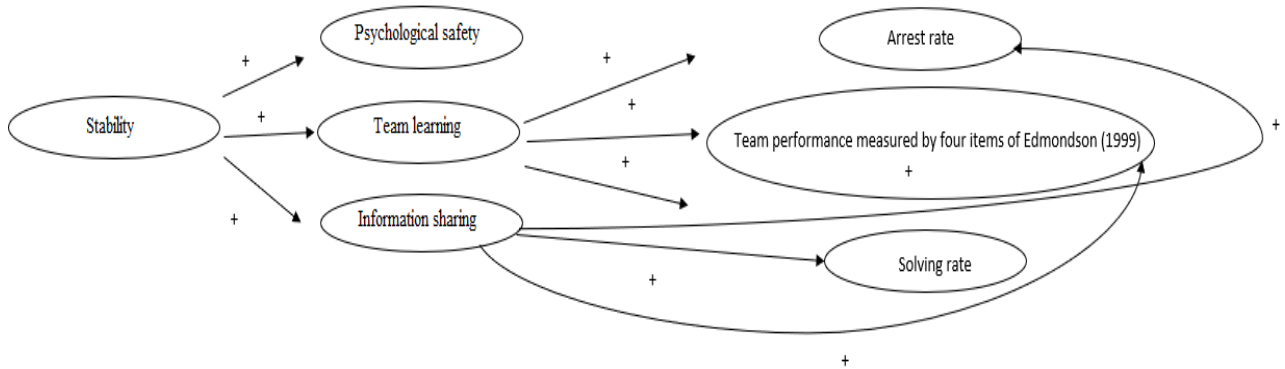 Psychological safety
Arrest rate
+
+
+
+
+
Stability
Team learning
Team performance measured by four items of Edmondson (1999)
+
+
+
Information sharing
Solving rate
+
+